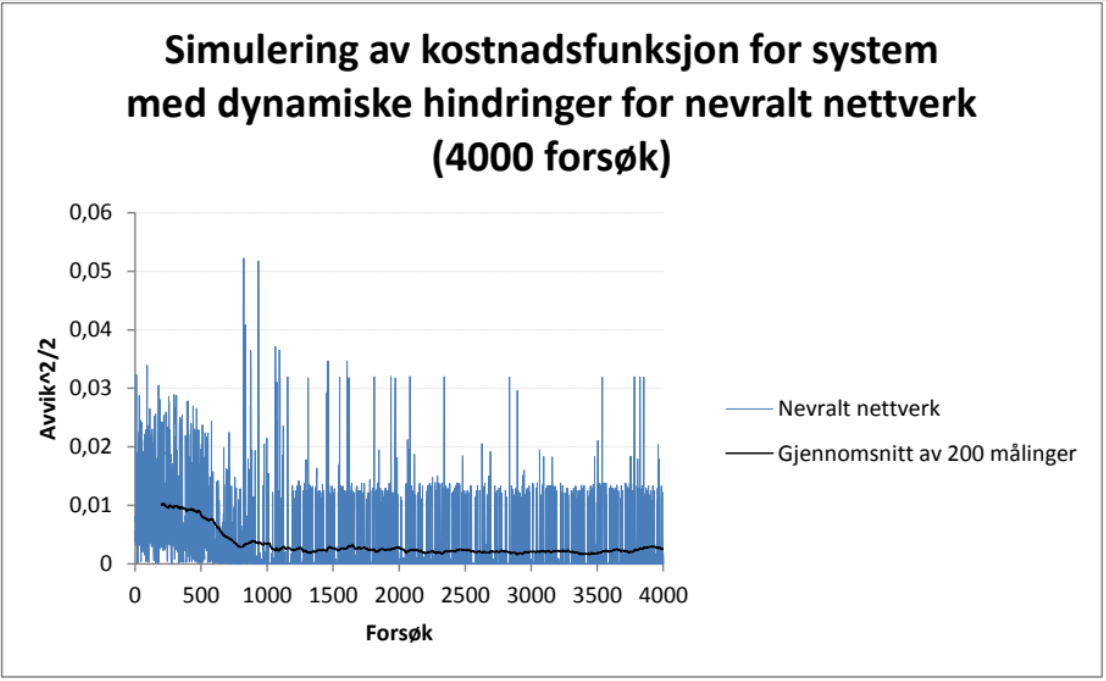 Simulering av kostnadsfunksjon for system
med dynamiske hindringer for nevralt nettverk
(4000 forsøk)
0,06
0,05
0,04
0,03
0,02
0,01
0
Avvik^2/2
0 500 1000 1500 2000 2500 3000 3500 4000
Forsøk
Nevralt nettverk
Gjennomsnitt av 200 målinger